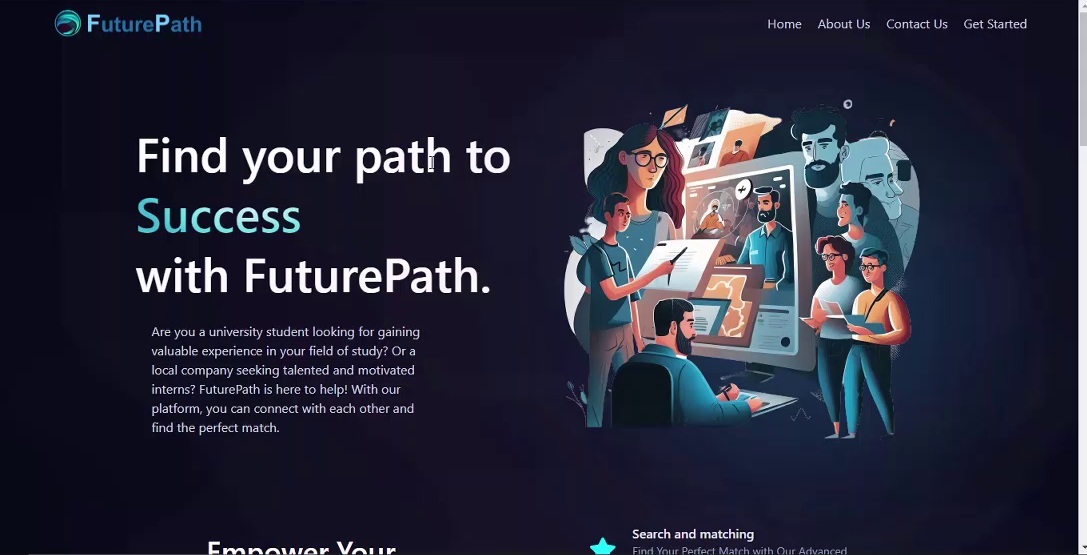 FuturePath
Home About Us Contact Us Get Started
Find your path to
Success
with FuturePath.
Are you a university student looking for gaining
valuable experience in your field of study? Or a
local company seeking talented and motivated
interns? FuturePath is here to help! With our
platform, you can connect with each other and
find the perfect match.
Empower Your
Search and matching
Find Your Perfect Match with Our Advanced